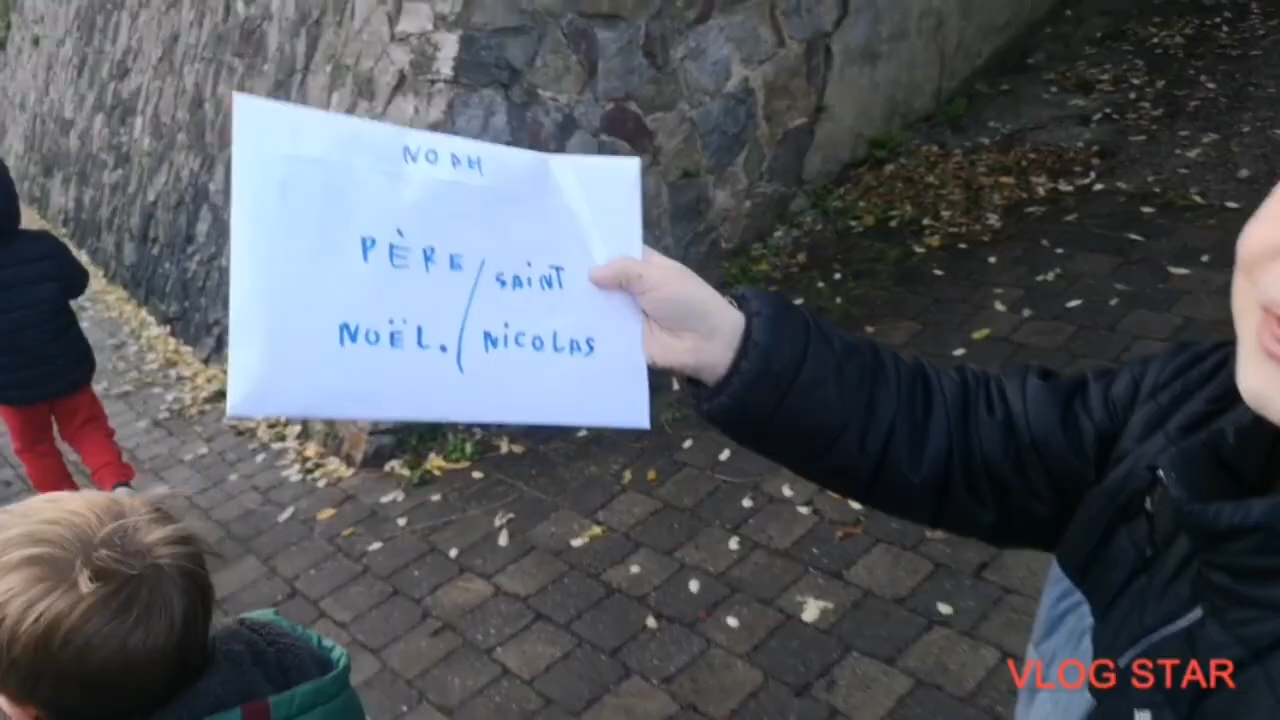 NOAH
PÈRE / SAiNT
NOËL. / NiCOLAS
VLOG STAR